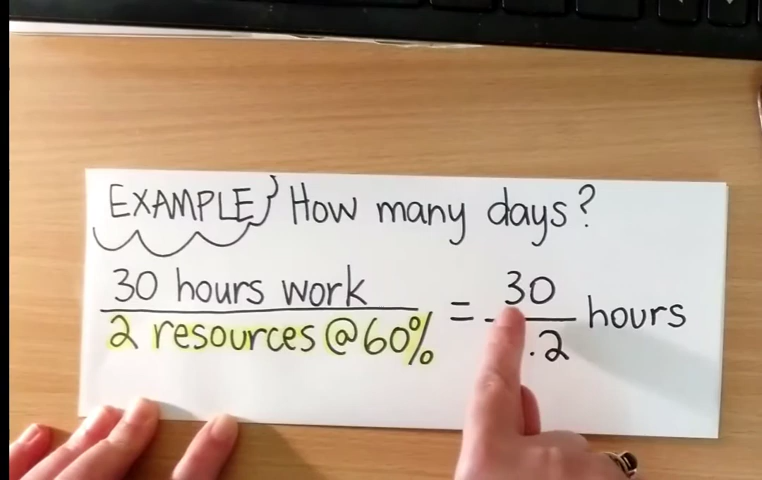 EXAMPLE How many days?
30 hours work
2 resources @ 60%
= 30
.2
hours